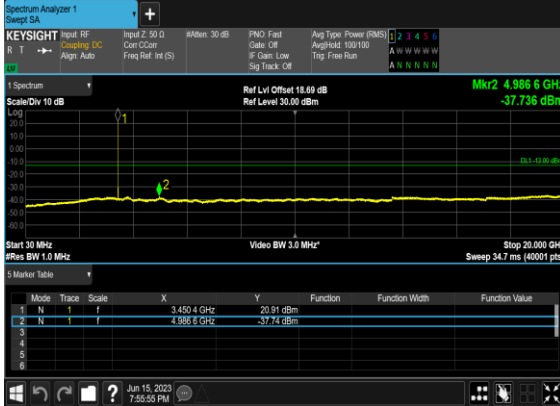 Spectrum Analyzer 1
Swept SA
+
KEYSIGHT Input: RF Input Z: 50 Ω #Atten: 30 dB PNO: Fast Avg Type: Power (RMS) 1 2 3 4 5 6
R T Coupling: DC Corr CCorr Gate: Off Avg|Hold: 100/100 A W W W W W
Align: Auto Freq Ref: Int (S) IF Gain: Low Trig: Free Run
Sig Track: Off A N N N N N
LV
1 Spectrum Ref Lvl Offset 18.69 dB Mkr2 4.986 6 GHz
Scale/Div 10 dB Ref Level 30.00 dBm -37.736 dBm
Log
20.0
10.0
0.00
-10.0
-20.0
-30.0
-40.0
-50.0
-60.0
1
2
DL1 -13.00 dBm
Start 30 MHz Video BW 3.0 MHz* Stop 20.000 GHz
#Res BW 1.0 MHz Sweep 34.7 ms (40001 pts)
5 Marker Table
Mode Trace Scale X Y Function Function Width Function Value
1 N 1 f 3.450 4 GHz 20.91 dBm
2 N 1 f 4.986 6 GHz -37.74 dBm
3
4
5
6
? Jun 15, 2023
7:55:55 PM